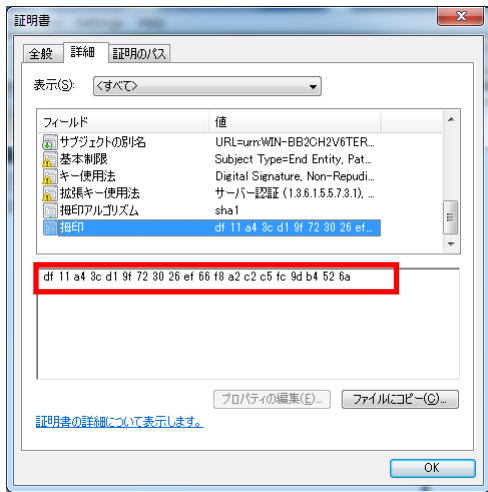 証明書
全般 詳細 証明のパス
表示(S): <すべて>
フィールド 値
サブジェクトの別名 URL=urn:WIN-BB2CH2V6TER...
基本制限 Subject Type=End Entity, Pat...
キー使用法 Digital Signature, Non-Repudi...
拡張キー使用法 サーバー認証 (1.3.6.1.5.5.7.3.1), ...
拇印アルゴリズム sha1
拇印 df 11 a4 3c d1 9f 72 30 26 ef...
df 11 a4 3c d1 9f 72 30 26 ef 66 f8 a2 c2 c5 fc 9d b4 52 6a
プロパティの編集(E)... ファイルにコピー(C)...
証明書の詳細について表示します。
OK